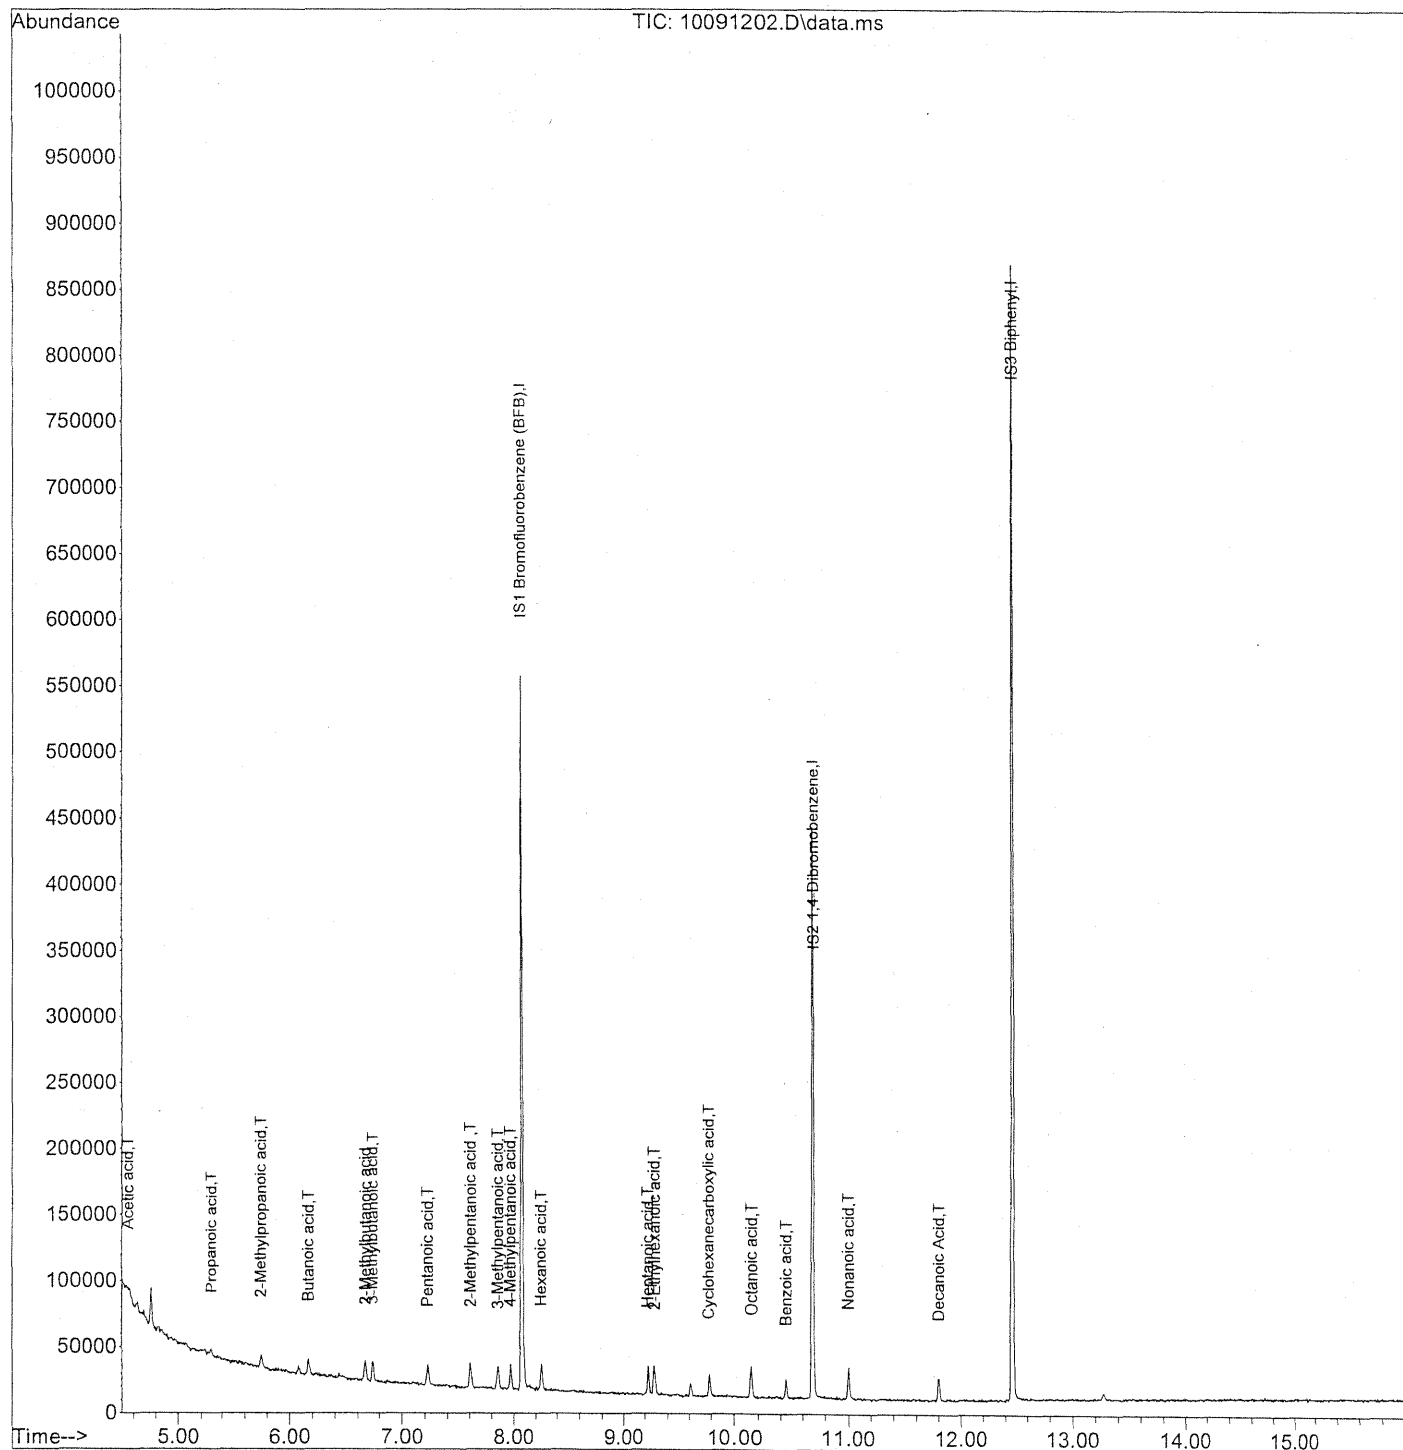 Abundance
TIC: 10091202.D\data.ms
1000000
950000
900000
850000
800000
750000
700000
650000
600000
550000
500000
450000
400000
350000
300000
250000
200000
150000
100000
50000
0
Acetic acid,T
Propanoic acid,T
2-Methylpropanoic acid,T
Butanoic acid,T
2-Methylbutanoic acid
3-Methylbutanoic acid,T
Pentanoic acid,T
2-Methylpentanoic acid ,T
3-Methylpentanoic acid,T
4-Methylpentanoic acid,T
IS1 Bromofluorobenzene (BFB),I
Hexanoic acid,T
Heptanoic acid,T
2-Ethylhexanoic acid,T
Cyclohexanecarboxylic acid,T
Octanoic acid,T
Benzoic acid,T
IS2 1,4-Dibromobenzene,I
Nonanoic acid,T
Decanoic Acid,T
IS3 Biphenyl,I
Time-->
5.00 6.00 7.00 8.00 9.00 10.00 11.00 12.00 13.00 14.00 15.00